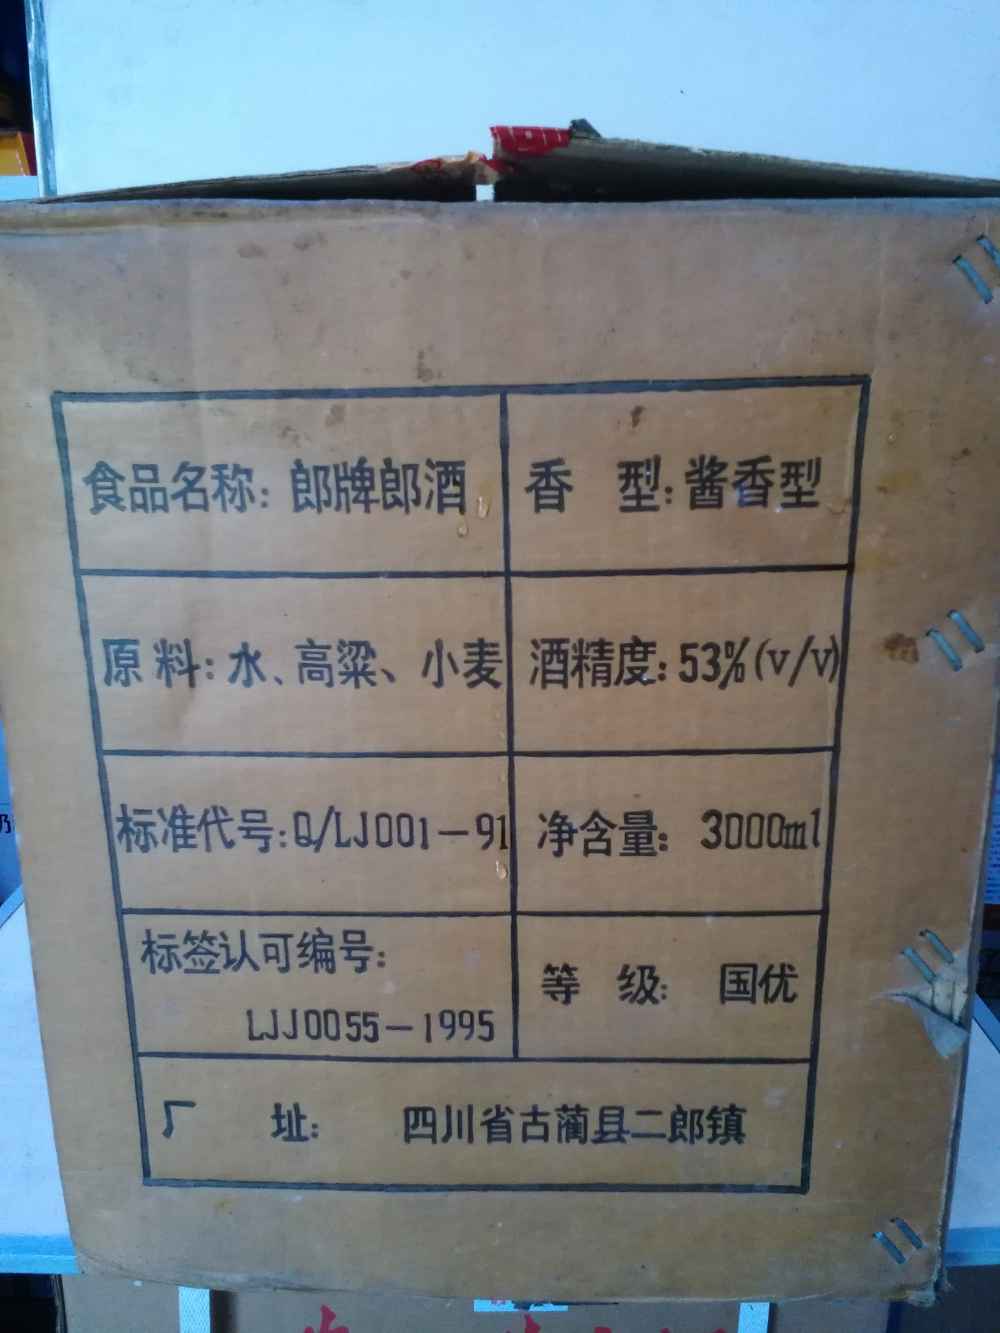 食品名称：郎牌郎酒
香 型：酱香型
原料：水、高粱、小麦
酒精度：53%(v/v)
标准代号：Q/LJ001-91
净含量：3000ml
标签认可编号：
LJJ0055-1995
等 级：国优
厂 址： 四川省古蔺县二郎镇